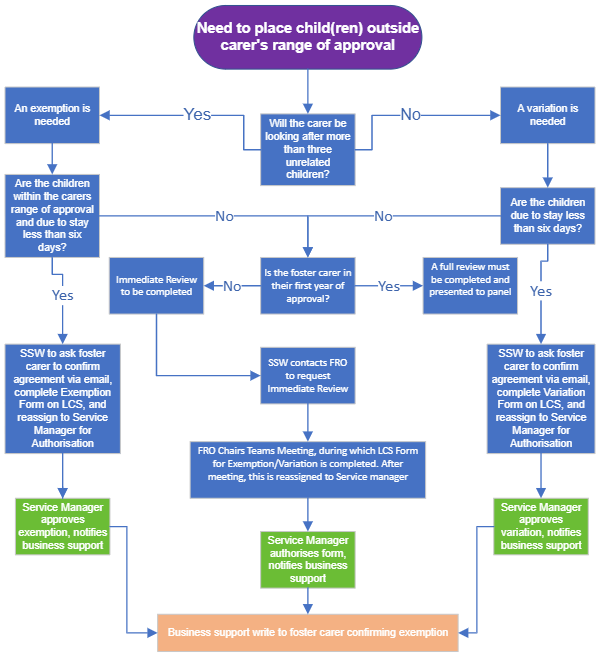 Need to place child(ren) outside
carer's range of approval
An exemption is
needed
Yes
Will the carer be
looking after more
than three
unrelated
children?
No
A variation is
needed
Are the children
within the carers
range of approval
and due to stay
less than six
days?
No
No
Are the children
due to stay less
than six days?
Immediate Review
to be completed
No
Is the foster carer in
their first year of
approval?
Yes
A full review must
be completed and
presented to panel
Yes
Yes
SSW to ask foster
carer to confirm
agreement via email,
complete Exemption
Form on LCS, and
reassign to Service
Manager for
Authorisation
SSW contacts FRO
to request
Immediate Review
SSW to ask foster
carer to confirm
agreement via email,
complete Variation
Form on LCS, and
reassign to Service
Manager for
Authorisation
FRO Chairs Teams Meeting, during which LCS Form
for Exemption/Variation is completed. After
meeting, this is reassigned to Service manager
Service Manager
approves
exemption, notifies
business support
Service Manager
authorises form,
notifies business
support
Service Manager
approves
variation, notifies
business support
Business support write to foster carer confirming exemption